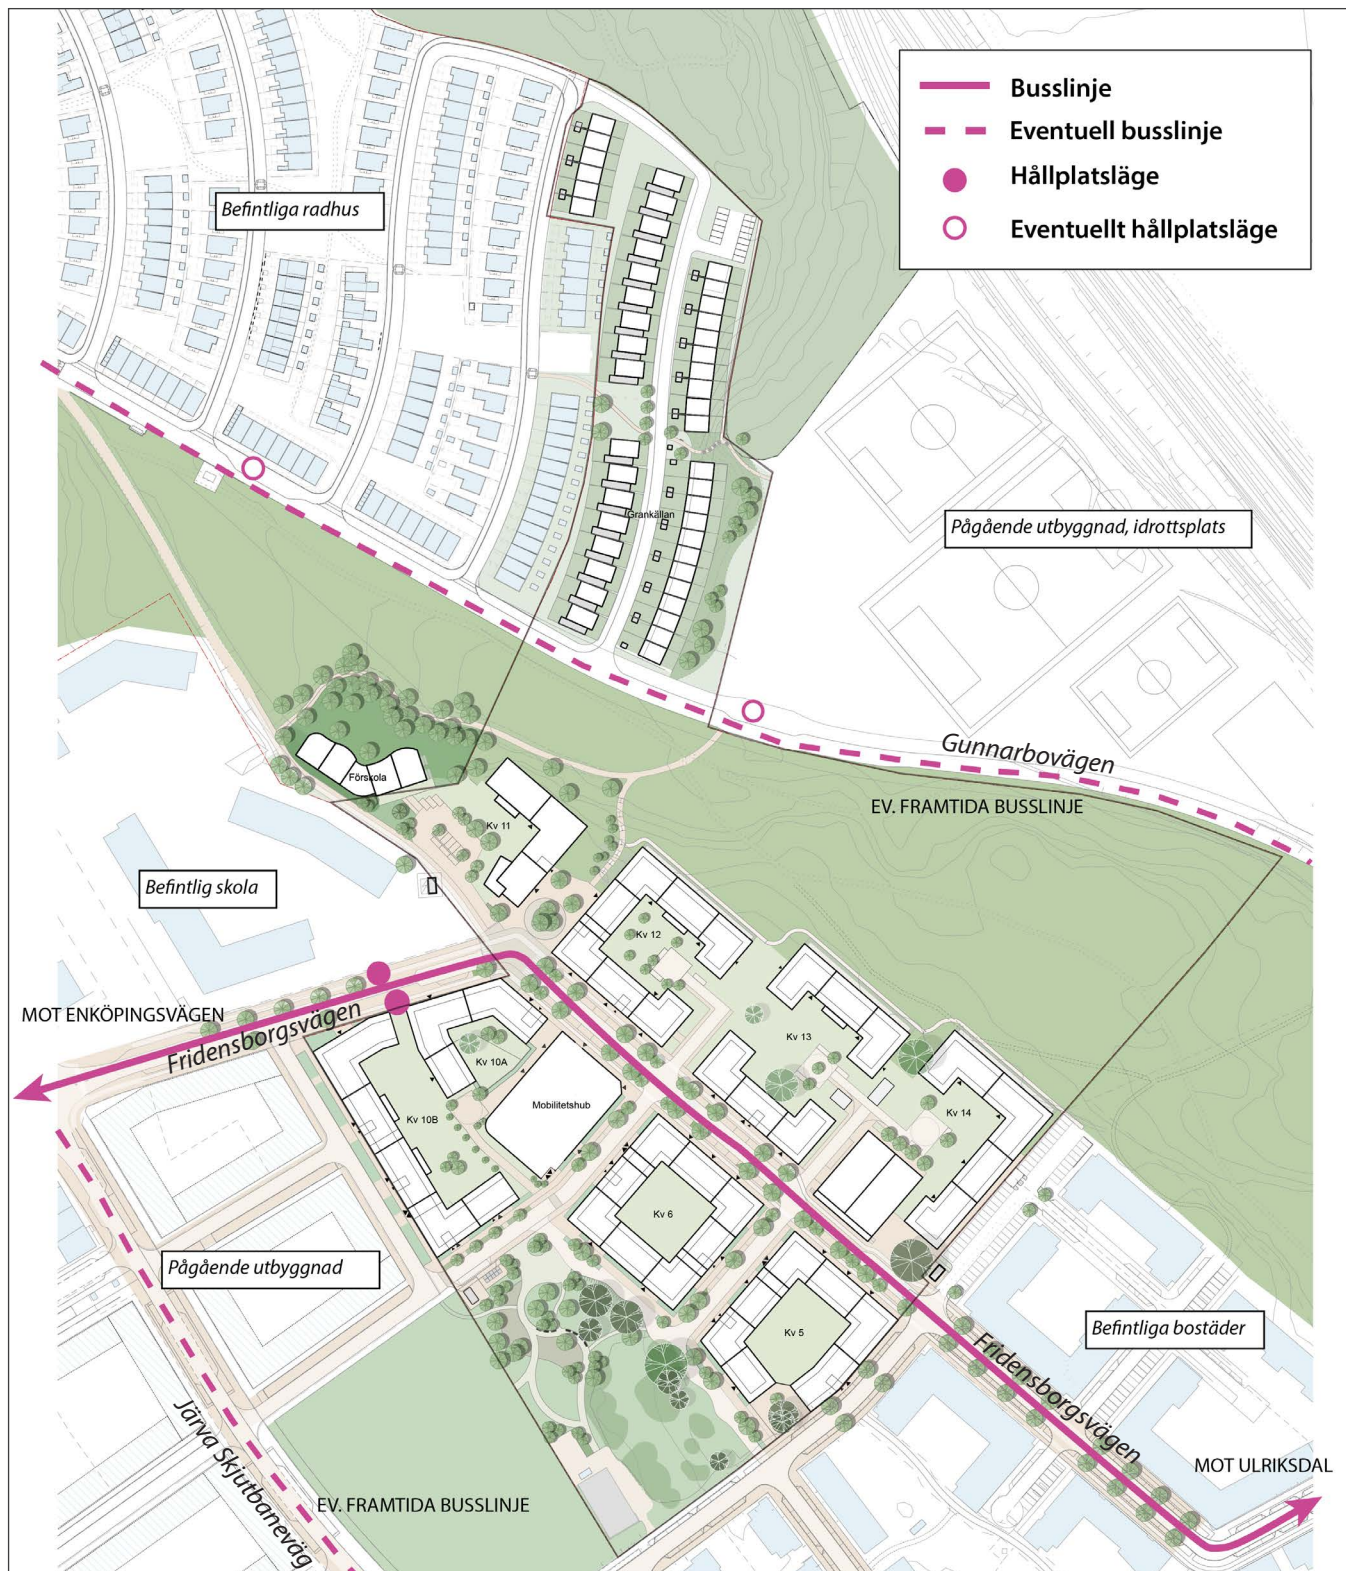 Busslinje
Eventuell busslinje
Hållplatsläge
Eventuellt hållplatsläge
Befintliga radhus
Grankällan
Pågående utbyggnad, idrottsplats
Gunnarbovägen
EV. FRAMTIDA BUSSLINJE
Förskola
Kv 11
Befintlig skola
Kv 12
MOT ENKÖPINGSVÄGEN
Fridensborgsvägen
Kv 13
Kv 10A
Mobilitetshub
Kv 10B
Kv 14
Kv 6
Pågående utbyggnad
Kv 5
Befintliga bostäder
Fridensborgsvägen
MOT ULRIKSDAL
Järva Skjutbaneväg
EV. FRAMTIDA BUSSLINJE